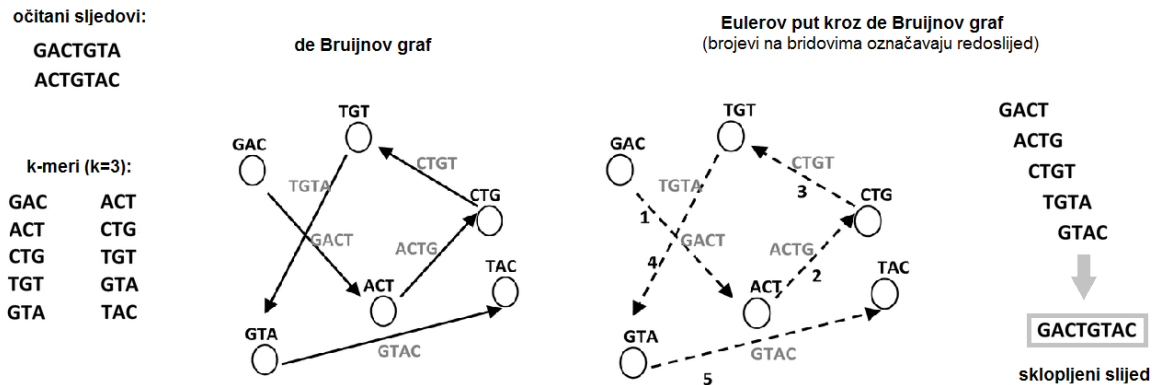 očitani sljedovi:
GACTGTA
ACTGTAC
k-meri (k=3):
GAC ACT
ACT CTG
CTG TGT
TGT GTA
GTA TAC
de Bruijnov graf
TGT
GAC
CTGT
TGTA
CTG
GACT
ACTG
TAC
ACT
GTA
GTAC
Eulerov put kroz de Bruijnov graf
(brojevi na bridovima označavaju redoslijed)
TGT
GAC
CTGT
TGTA
3
CTG
1
GACT
ACTG
4
2
TAC
ACT
GTA
GTAC
5
GACT
ACTG
CTGT
TGTA
GTAC
GACTGTAC
sklopljeni slijed